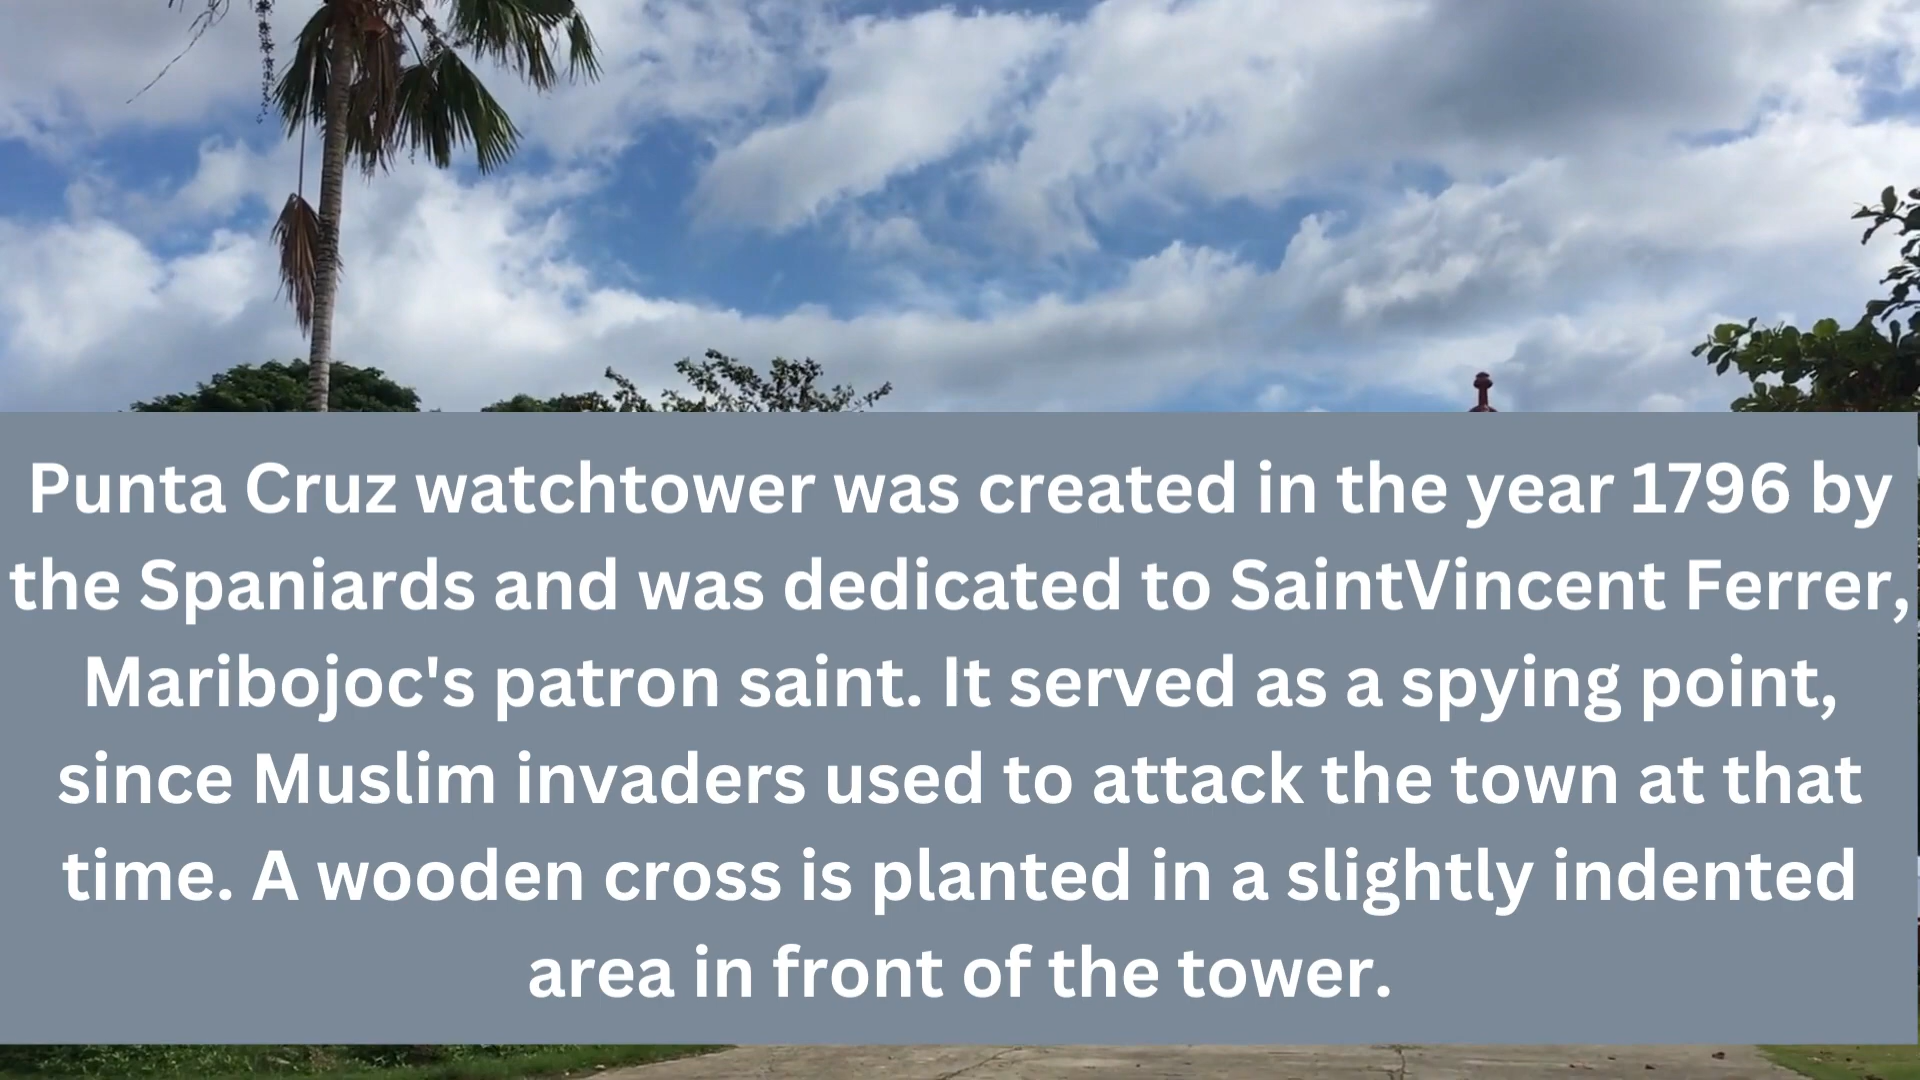 Punta Cruz watchtower was created in the year 1796 by
the Spaniards and was dedicated to SaintVincent Ferrer,
Maribojoc's patron saint. It served as a spying point,
since Muslim invaders used to attack the town at that
time. A wooden cross is planted in a slightly indented
area in front of the tower.